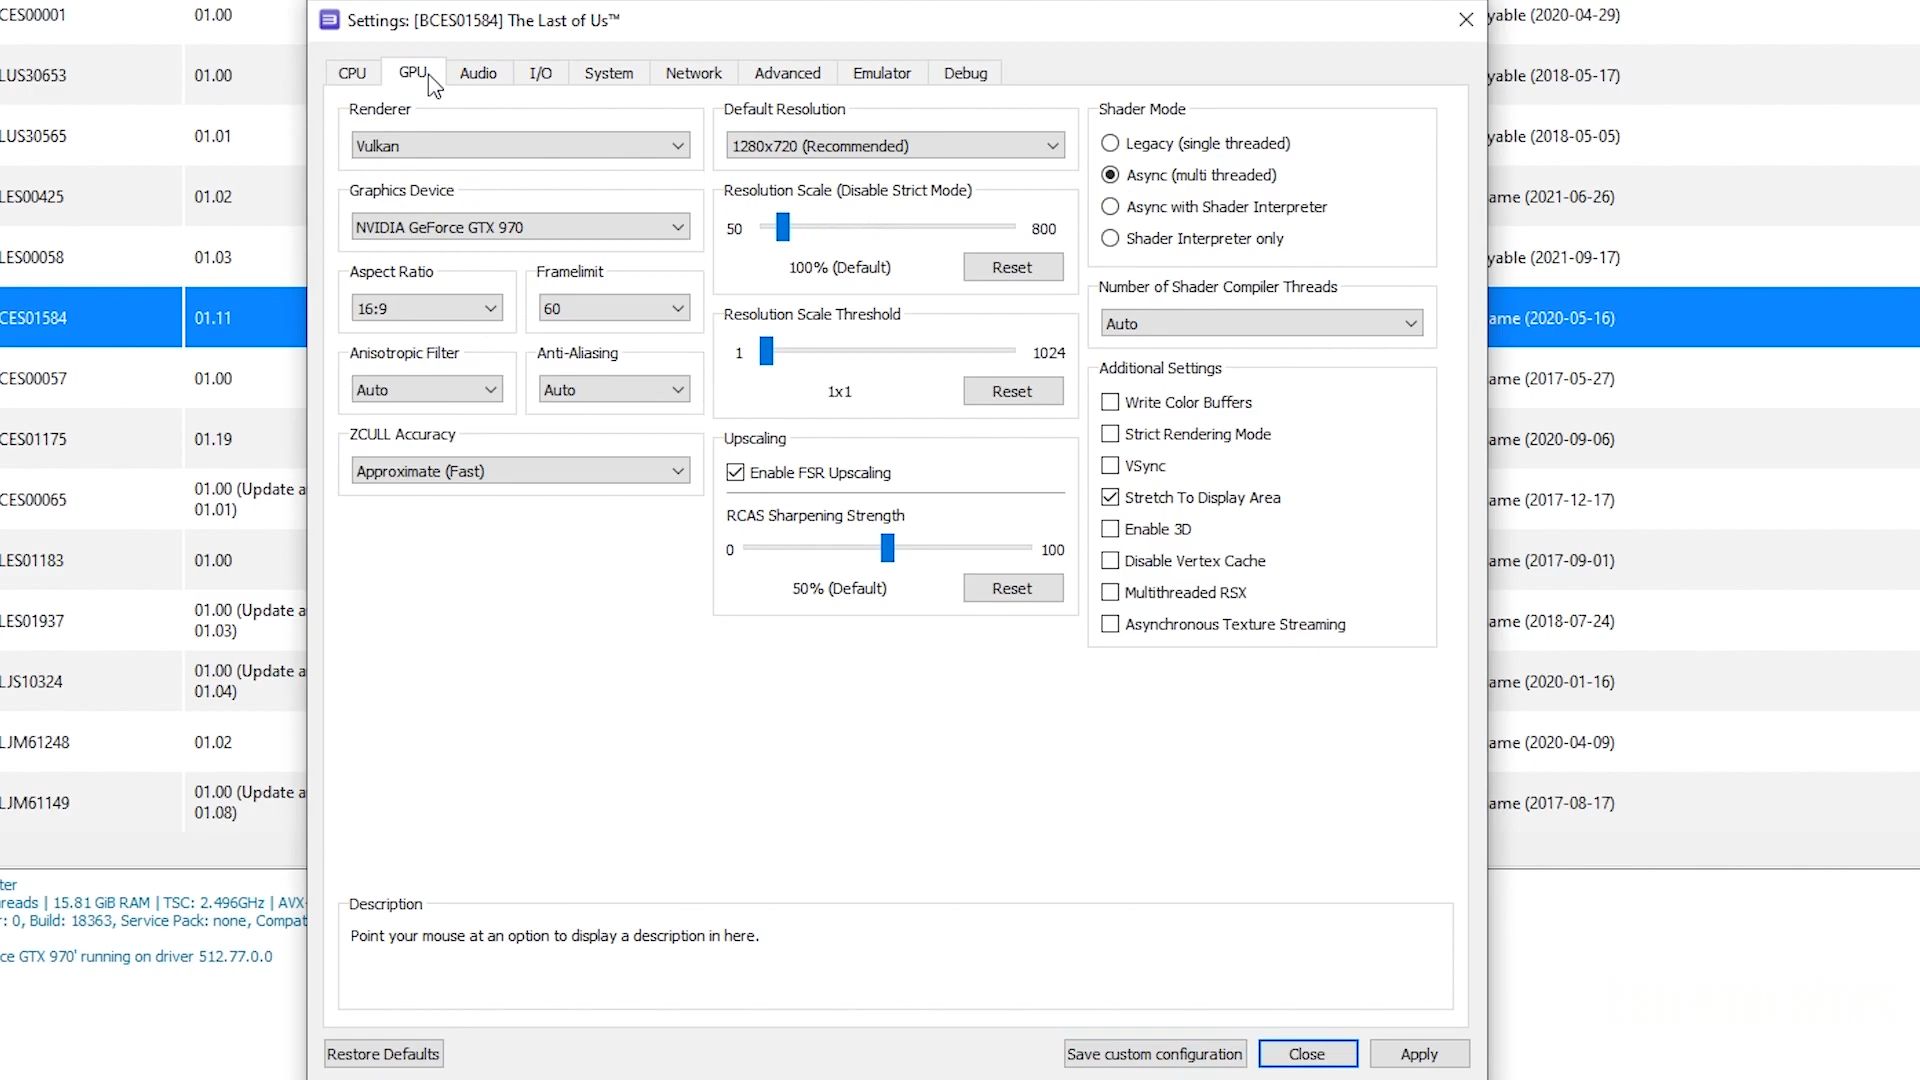 Settings: [BCES01584] The Last of Us™
CPU
GPU
Audio
I/O
System
Network
Advanced
Emulator
Debug
Renderer
Vulkan
Graphics Device
NVIDIA GeForce GTX 970
Aspect Ratio
16:9
Framelimit
60
Anisotropic Filter
Auto
Anti-Aliasing
Auto
ZCULL Accuracy
Approximate (Fast)
Default Resolution
1280x720 (Recommended)
Resolution Scale (Disable Strict Mode)
50
800
100% (Default)
Reset
Resolution Scale Threshold
1
1024
1x1
Reset
Upscaling
Enable FSR Upscaling
RCAS Sharpening Strength
0
100
50% (Default)
Reset
Shader Mode
Legacy (single threaded)
Async (multi threaded)
Async with Shader Interpreter
Shader Interpreter only
Number of Shader Compiler Threads
Auto
Additional Settings
Write Color Buffers
Strict Rendering Mode
VSync
Stretch To Display Area
Enable 3D
Disable Vertex Cache
Multithreaded RSX
Asynchronous Texture Streaming
Description
Point your mouse at an option to display a description in here.
Restore Defaults
Save custom configuration
Close
Apply
CES00001 01.00 yable (2020-04-29)
LUS30653 01.00 yable (2018-05-17)
LUS30565 01.01 yable (2018-05-05)
LES00425 01.02 ame (2021-06-26)
LES00058 01.03 yable (2021-09-17)
CES01584 01.11 ame (2020-05-16)
CES00057 01.00 ame (2017-05-27)
CES01175 01.19 ame (2020-09-06)
CES00065 01.00 (Update a ame (2017-12-17)
01.01)
LES01183 01.00 ame (2017-09-01)
LES01937 01.00 (Update a ame (2018-07-24)
01.03)
LJS10324 01.00 (Update a ame (2020-01-16)
01.04)
LJM61248 01.02 ame (2020-04-09)
LJM61149 01.00 (Update a ame (2017-08-17)
01.08)
ter
reads | 15.81 GiB RAM | TSC: 2.496GHz | AVX-
r: 0, Build: 18363, Service Pack: none, Compat
ce GTX 970' running on driver 512.77.0.0